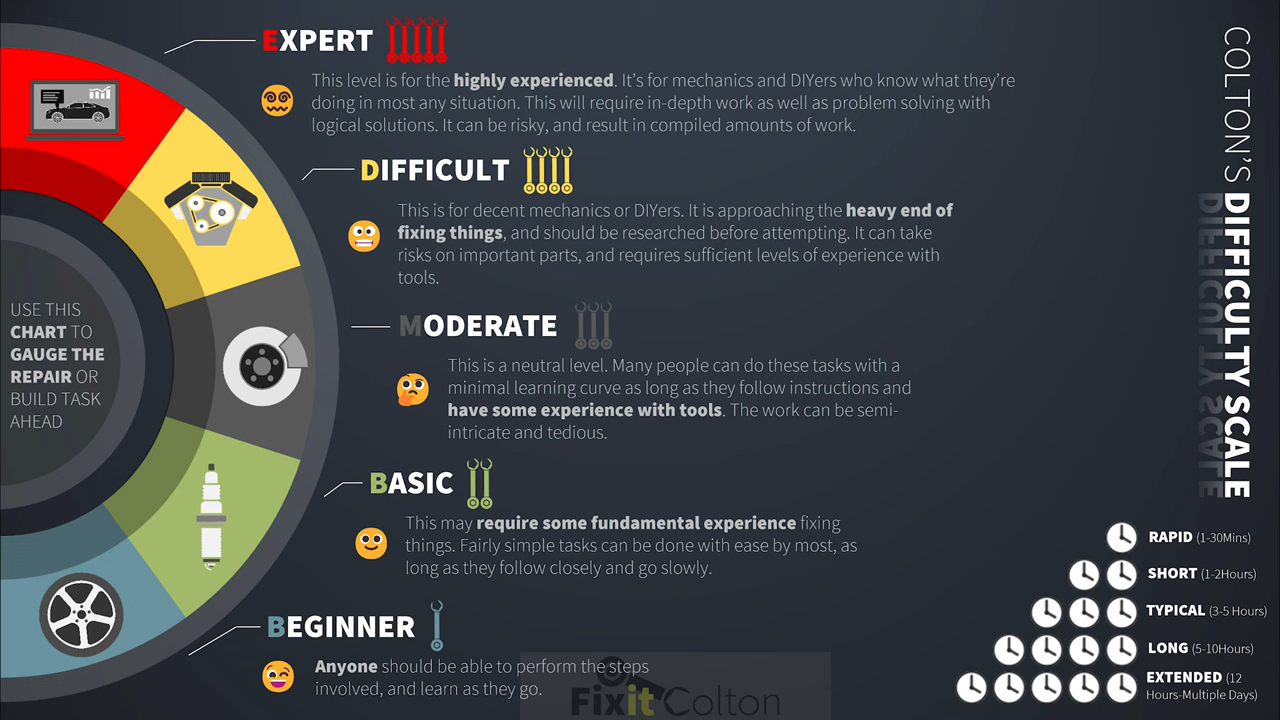 EXPERT
This level is for the highly experienced. It's for mechanics and DIYers who know what they're
doing in most any situation. This will require in-depth work as well as problem solving with
logical solutions. It can be risky, and result in compiled amounts of work.
DIFFICULT
This is for decent mechanics or DIYers. It is approaching the heavy end of
fixing things, and should be researched before attempting. It can take
risks on important parts, and requires sufficient levels of experience with
tools.
MODERATE
This is a neutral level. Many people can do these tasks with a
minimal learning curve as long as they follow instructions and
have some experience with tools. The work can be semi-
intricate and tedious.
BASIC
This may require some fundamental experience fixing
things. Fairly simple tasks can be done with ease by most, as
long as they follow closely and go slowly.
BEGINNER
Anyone should be able to perform the steps
involved, and learn as they go.
USE THIS
CHART TO
GAUGE THE
REPAIR OR
BUILD TASK
AHEAD
COLTON'S DIFFICULTY SCALE
RAPID (1-30Mins)
SHORT (1-2Hours)
TYPICAL (3-5 Hours)
LONG (5-10Hours)
EXTENDED (12
Hours-Multiple Days)
FixitColton